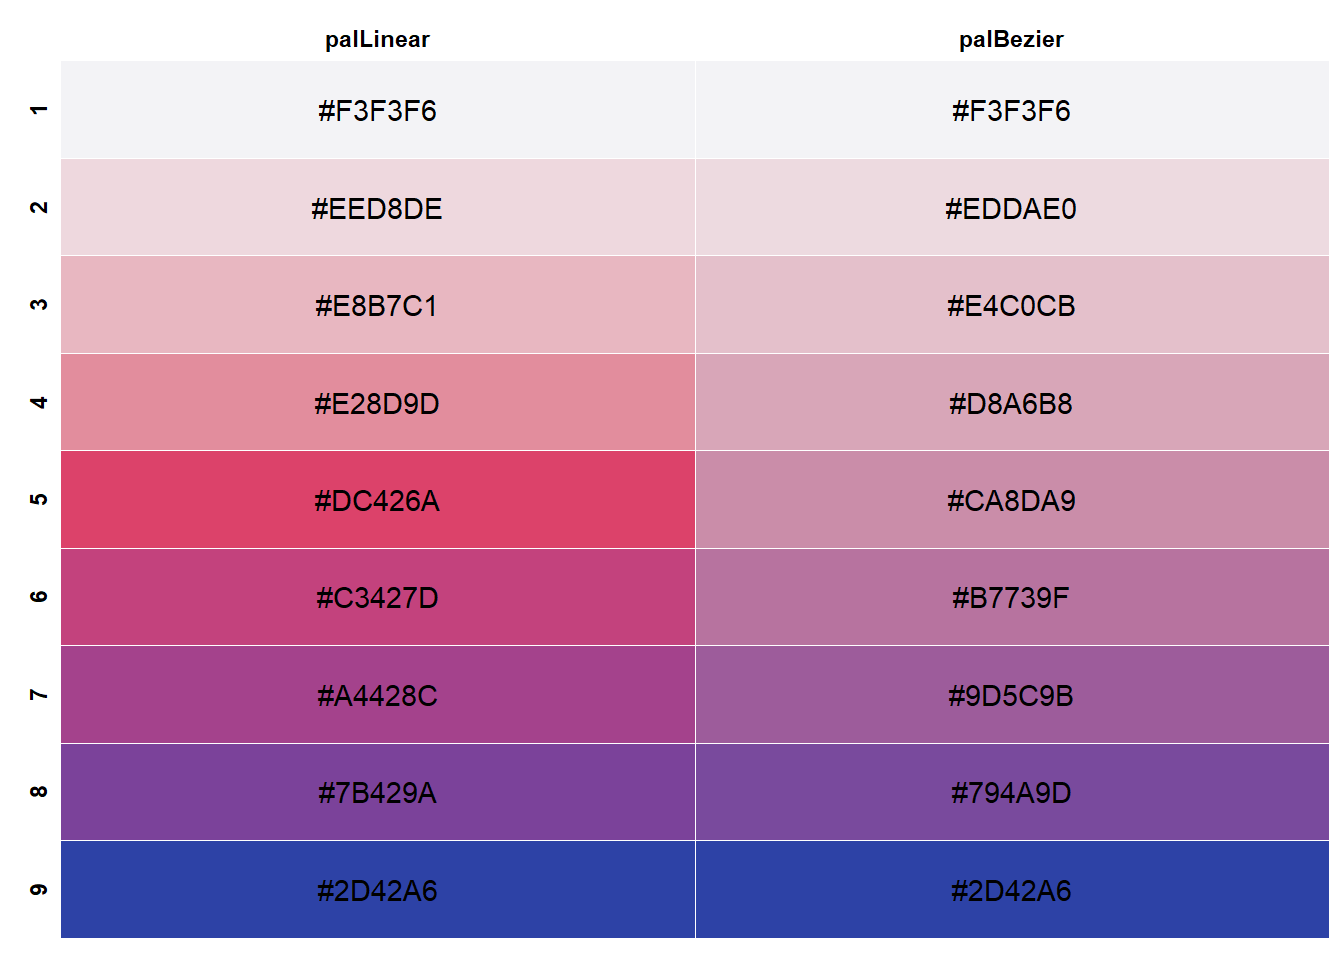 palLinear palBezier
1 #F3F3F6 #F3F3F6
2 #EED8DE #EDDAE0
3 #E8B7C1 #E4C0CB
4 #E28D9D #D8A6B8
5 #DC426A #CA8DA9
6 #C3427D #B7739F
7 #A4428C #9D5C9B
8 #7B429A #794A9D
9 #2D42A6 #2D42A6